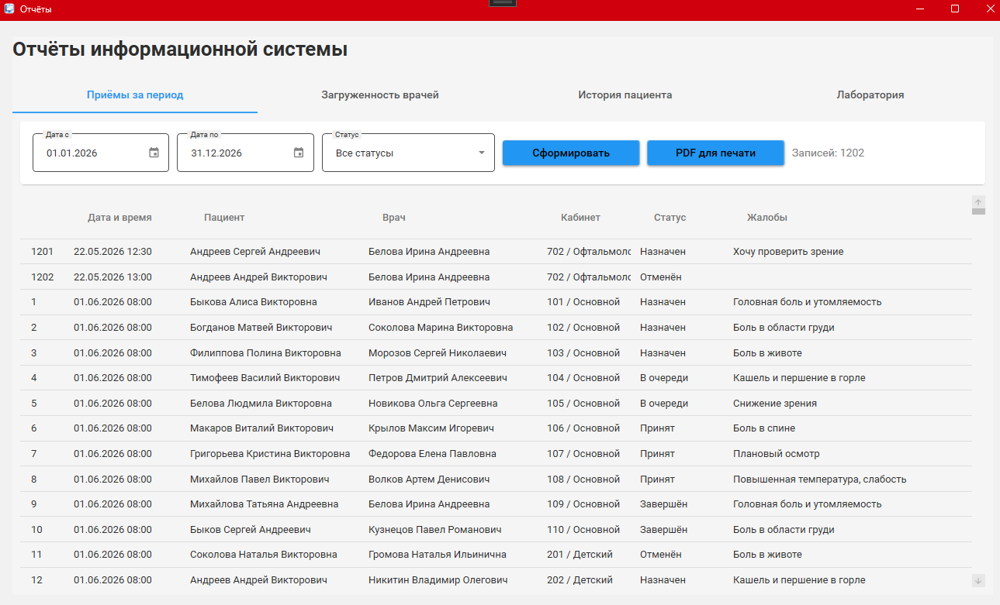 Отчёты
Отчёты информационной системы
Приёмы за период Загруженность врачей История пациента Лаборатория
Дата с Дата по Статус
01.01.2026 31.12.2026 Все статусы Сформировать PDF для печати Записей: 1202
Дата и время Пациент Врач Кабинет Статус Жалобы
1201 22.05.2026 12:30 Андреев Сергей Андреевич Белова Ирина Андреевна 702 / Офтальмоло Назначен Хочу проверить зрение
1202 22.05.2026 13:00 Андреев Андрей Викторович Белова Ирина Андреевна 702 / Офтальмоло Отменён
1 01.06.2026 08:00 Быкова Алиса Викторовна Иванов Андрей Петрович 101 / Основной Назначен Головная боль и утомляемость
2 01.06.2026 08:00 Богданов Матвей Викторович Соколова Марина Викторовна 102 / Основной Назначен Боль в области груди
3 01.06.2026 08:00 Филиппова Полина Викторовна Морозов Сергей Николаевич 103 / Основной Назначен Боль в животе
4 01.06.2026 08:00 Тимофеев Василий Викторович Петров Дмитрий Алексеевич 104 / Основной В очереди Кашель и першение в горле
5 01.06.2026 08:00 Белова Людмила Викторовна Новикова Ольга Сергеевна 105 / Основной В очереди Снижение зрения
6 01.06.2026 08:00 Макаров Виталий Викторович Крылов Максим Игоревич 106 / Основной Принят Боль в спине
7 01.06.2026 08:00 Григорьева Кристина Викторовна Федорова Елена Павловна 107 / Основной Принят Плановый осмотр
8 01.06.2026 08:00 Михайлов Павел Викторович Волков Артем Денисович 108 / Основной Принят Повышенная температура, слабость
9 01.06.2026 08:00 Михайлова Татьяна Андреевна Белова Ирина Андреевна 109 / Основной Завершён Головная боль и утомляемость
10 01.06.2026 08:00 Быков Сергей Андреевич Кузнецов Павел Романович 110 / Основной Завершён Боль в области груди
11 01.06.2026 08:00 Соколова Наталья Викторовна Громова Наталья Ильинична 201 / Детский Отменён Боль в животе
12 01.06.2026 08:00 Андреев Андрей Викторович Никитин Владимир Олегович 202 / Детский Назначен Кашель и першение в горле